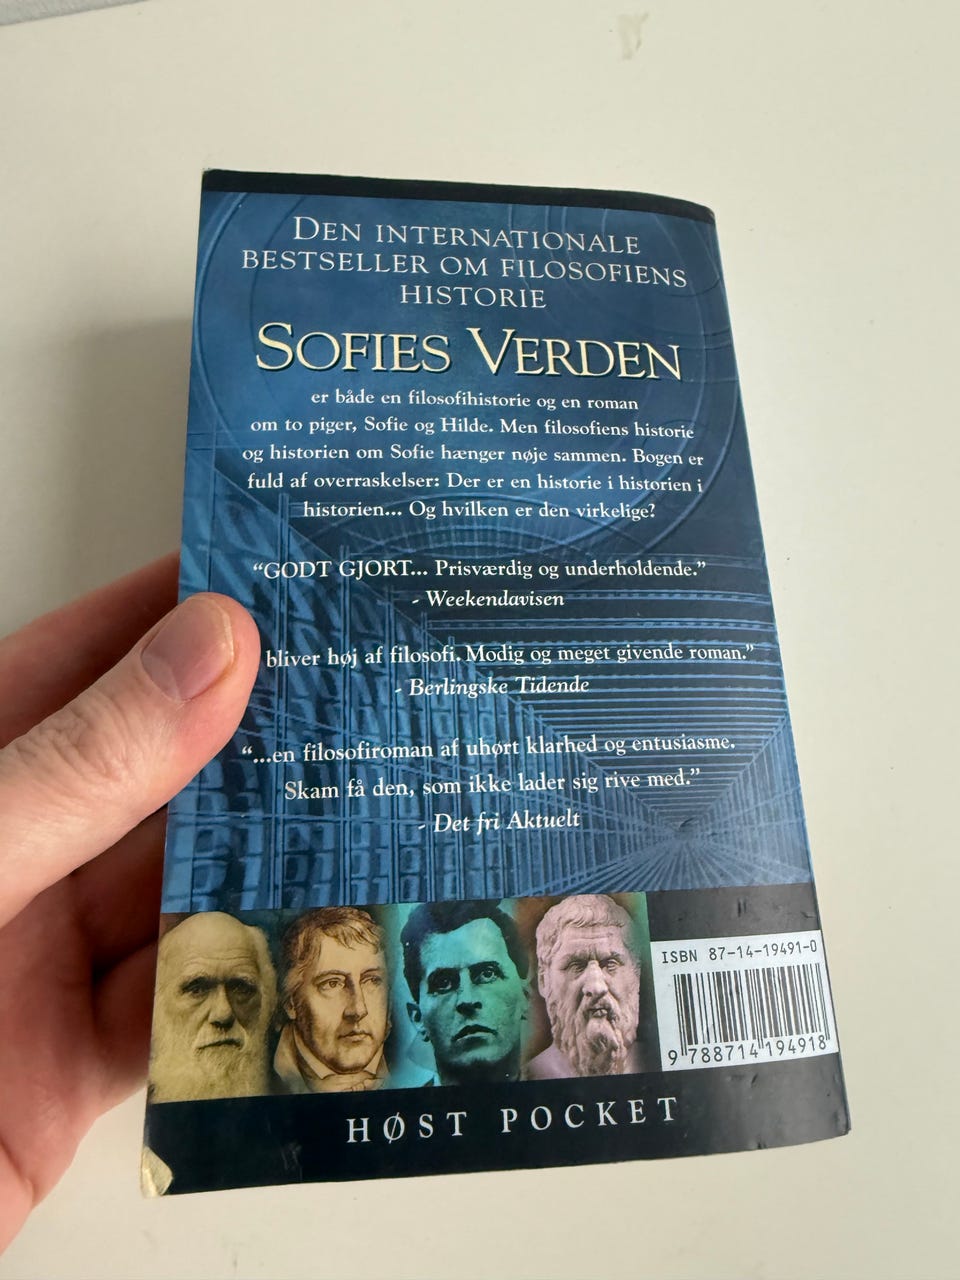 DEN INTERNATIONALE
BESTSELLER OM FILOSOFIENS
HISTORIE
SOFIES VERDEN
er både en filosofihistorie og en roman
om to piger, Sofie og Hilde. Men filosofiens historie
og historien om Sofie hænger nøje sammen. Bogen er
fuld af overraskelser: Der er en historie i historien i
historien... Og hvilken er den virkelige?
“GODT GJORT... Prisværdig og underholdende.”
- Weekendavisen
bliver høj af filosofi. Modig og meget givende roman.”
- Berlingske Tidende
“...en filosofiroman af uhørt klarhed og entusiasme.
Skam få den, som ikke lader sig rive med.”
- Det fri Aktuelt
ISBN 87-14-19491-0
9 788714 194918
HØST POCKET